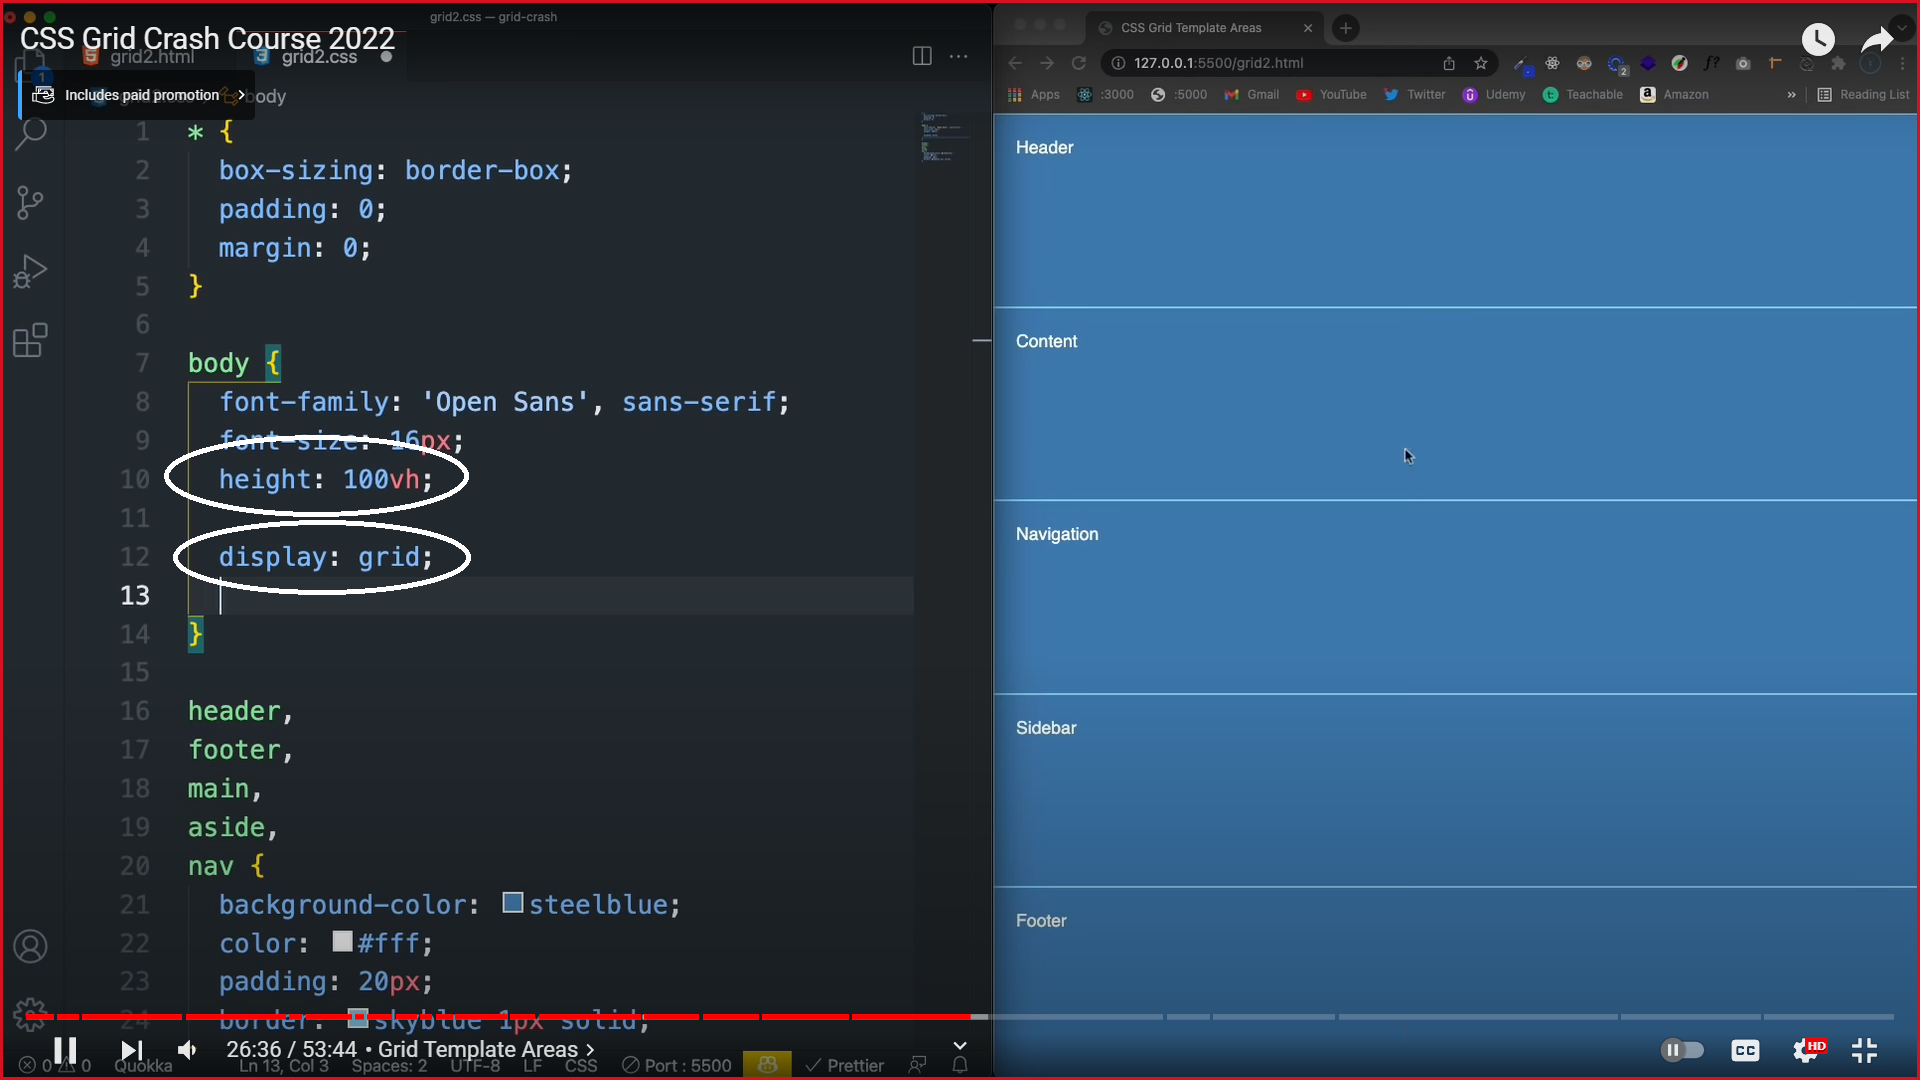 grid2.css — grid-crash
CSS Grid Crash Course 2022
grid2.html
grid2.css
1
Includes paid promotion
body
1 * {
2 box-sizing: border-box;
3 padding: 0;
4 margin: 0;
5 }
6
7 body {
8 font-family: 'Open Sans', sans-serif;
9 font-size: 16px;
10 height: 100vh;
11
12 display: grid;
13
14 }
15
16 header,
17 footer,
18 main,
19 aside,
20 nav {
21 background-color: steelblue;
22 color: #fff;
23 padding: 20px;
24 border: skyblue 1px solid;
26:36 / 53:44 • Grid Template Areas
0 0 Quokka Ln 13, Col 3 Spaces: 2 UTF-8 LF CSS Port : 5500 Prettier
CSS Grid Template Areas
127.0.0.1:5500/grid2.html
2
f?
Apps :3000 :5000 Gmail YouTube Twitter Udemy Teachable Amazon » Reading List
Header
Content
Navigation
Sidebar
Footer
CC HD